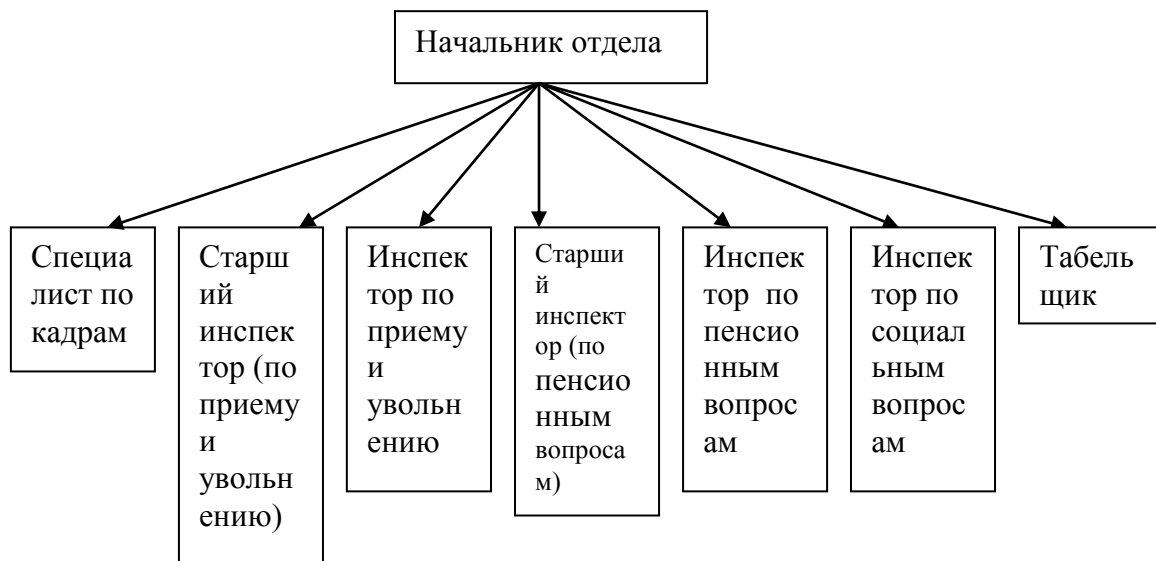 Начальник отдела
Специа
лист по
кадрам
Старш
ий
инспек
тор (по
приему
и
увольн
ению)
Инспек
тор по
приему
и
увольн
ению
Старши
й
инспект
ор (по
пенсио
нным
вопроса
м)
Инспек
тор по
пенсио
нным
вопрос
ам
Инспек
тор по
социал
ьным
вопрос
ам
Табель
щик